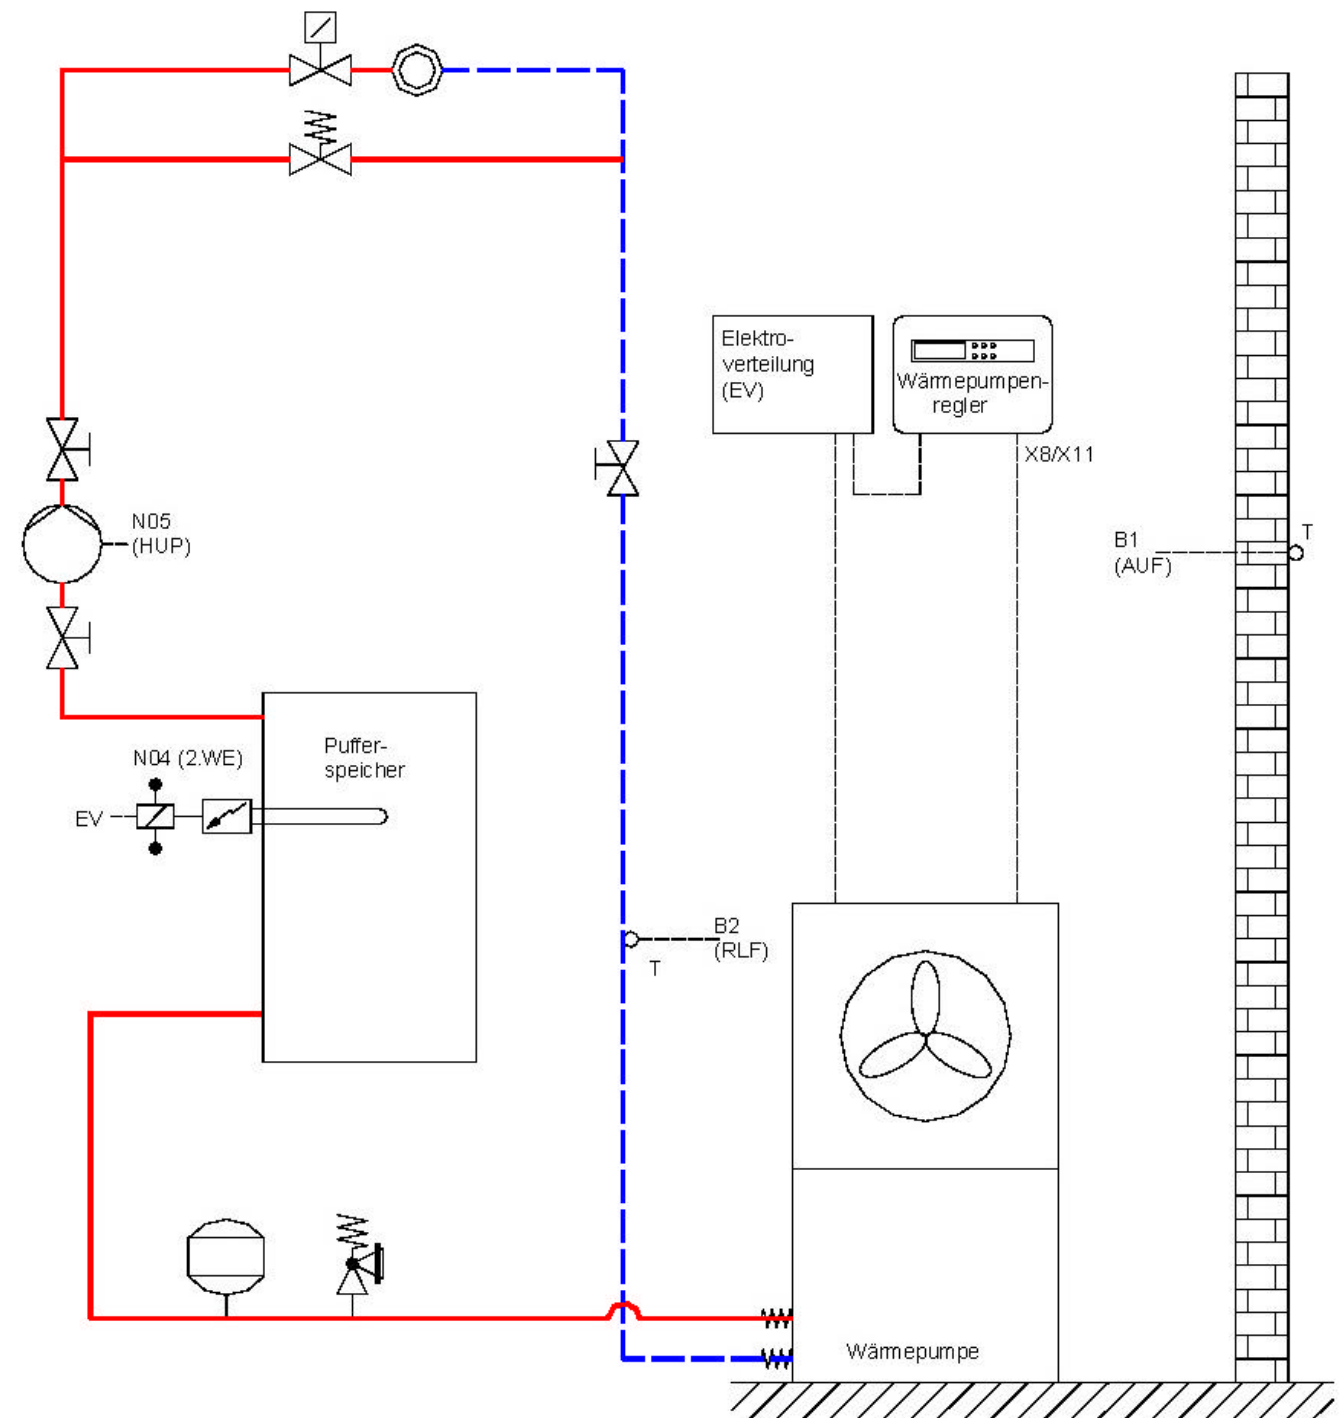 Elektro-
verteilung
(EV)
Wärmepumpen-
regler
X8/X11
N05
(HUP)
B1
(AUF)
T
Puffer-
speicher
N04 (2.WE)
EV
B2
(RLF)
T
Wärmepumpe